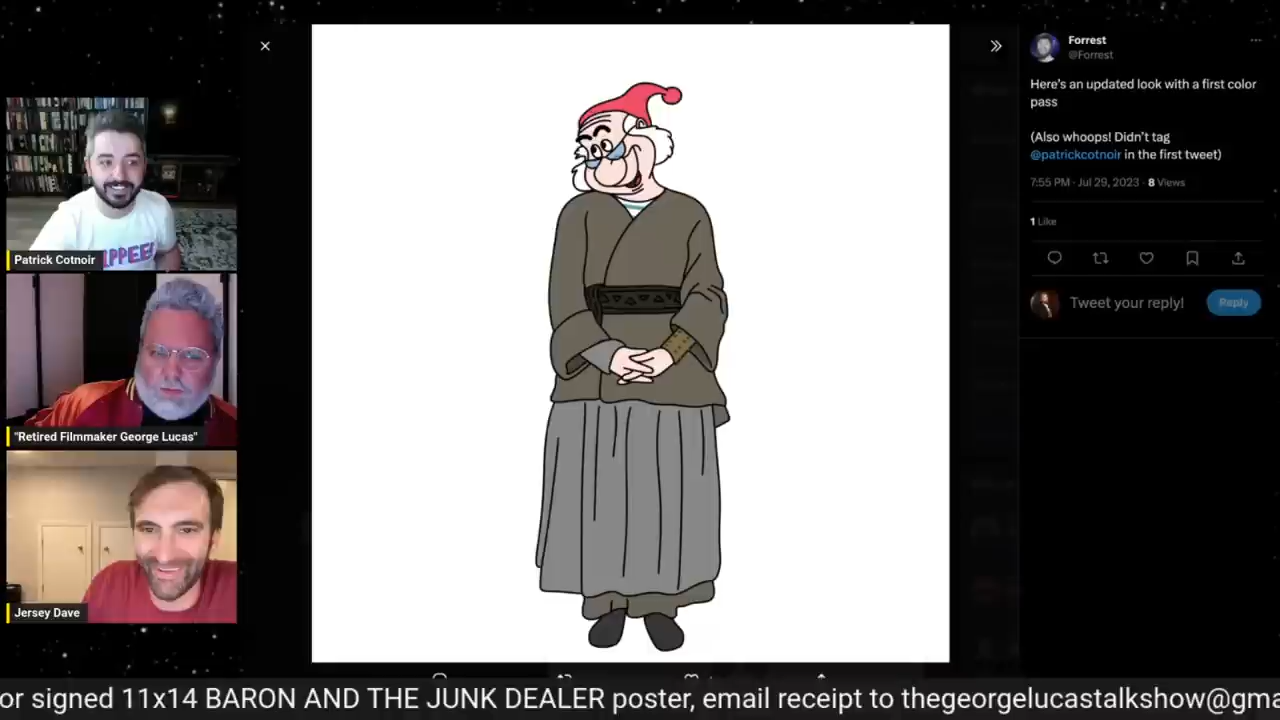 Forrest
@Forrest
Here's an updated look with a first color
pass
(Also whoops! Didn't tag
@patrickcotnoir in the first tweet)
7:55 PM · Jul 29, 2023 · 8 Views
1 Like
Tweet your reply!
Reply
PPEE
Patrick Cotnoir
"Retired Filmmaker George Lucas"
Jersey Dave
or signed 11x14 BARON AND THE JUNK DEALER poster, email receipt to thegeorgelucastalkshow@gma